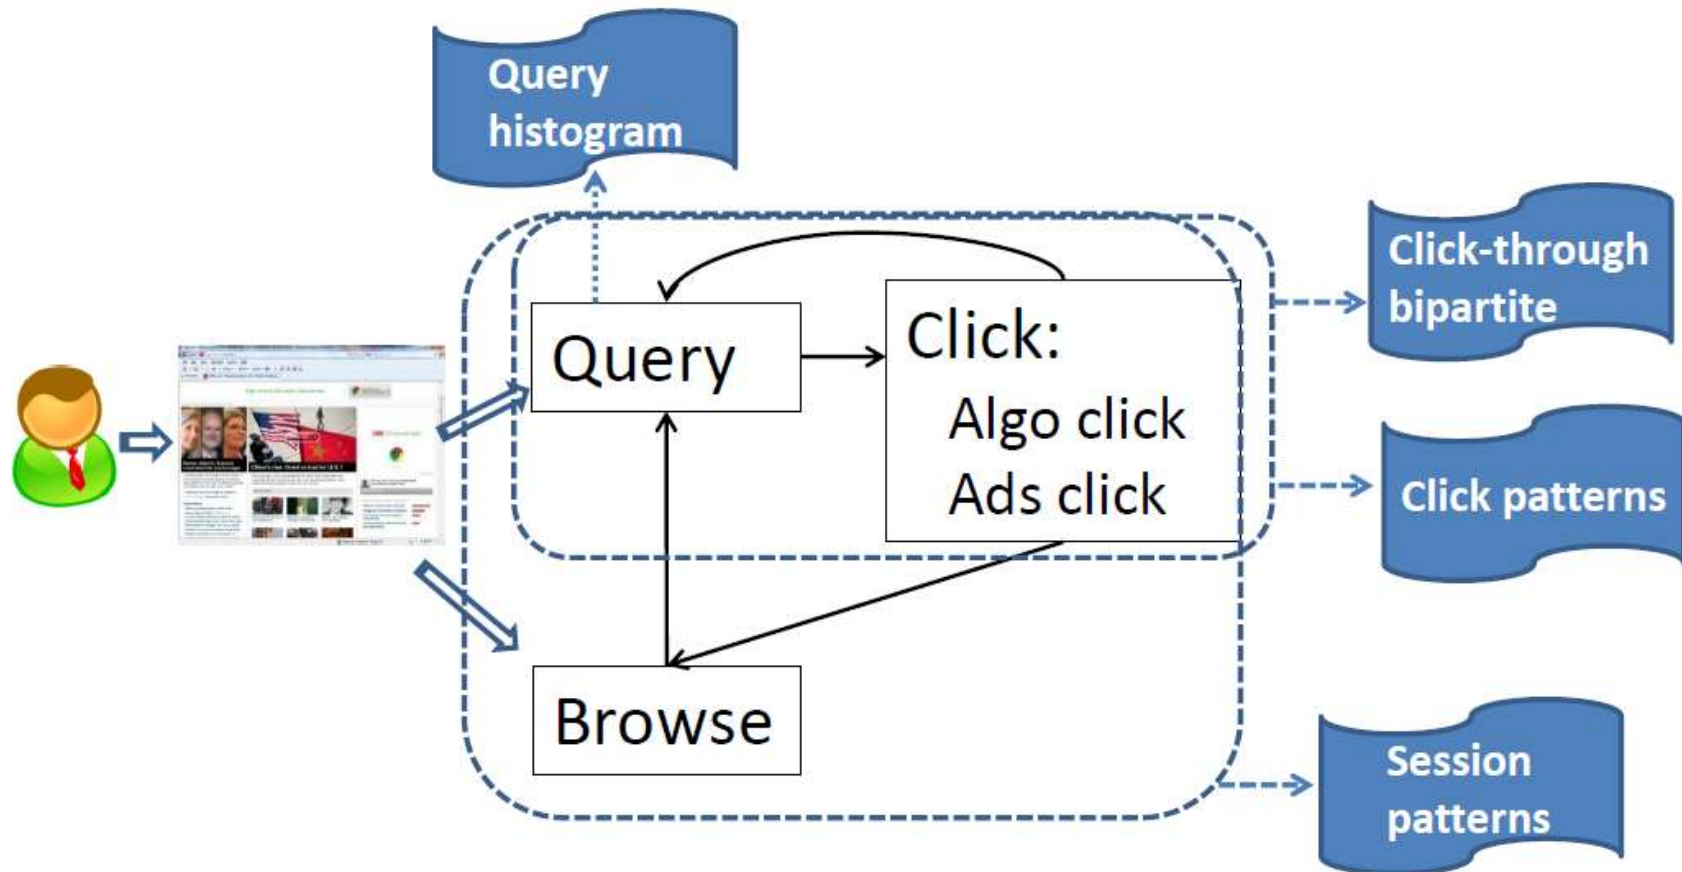 Query
histogram
Click-through
bipartite
Query
Click:
Algo click
Ads click
Click patterns
Browse
Session
patterns